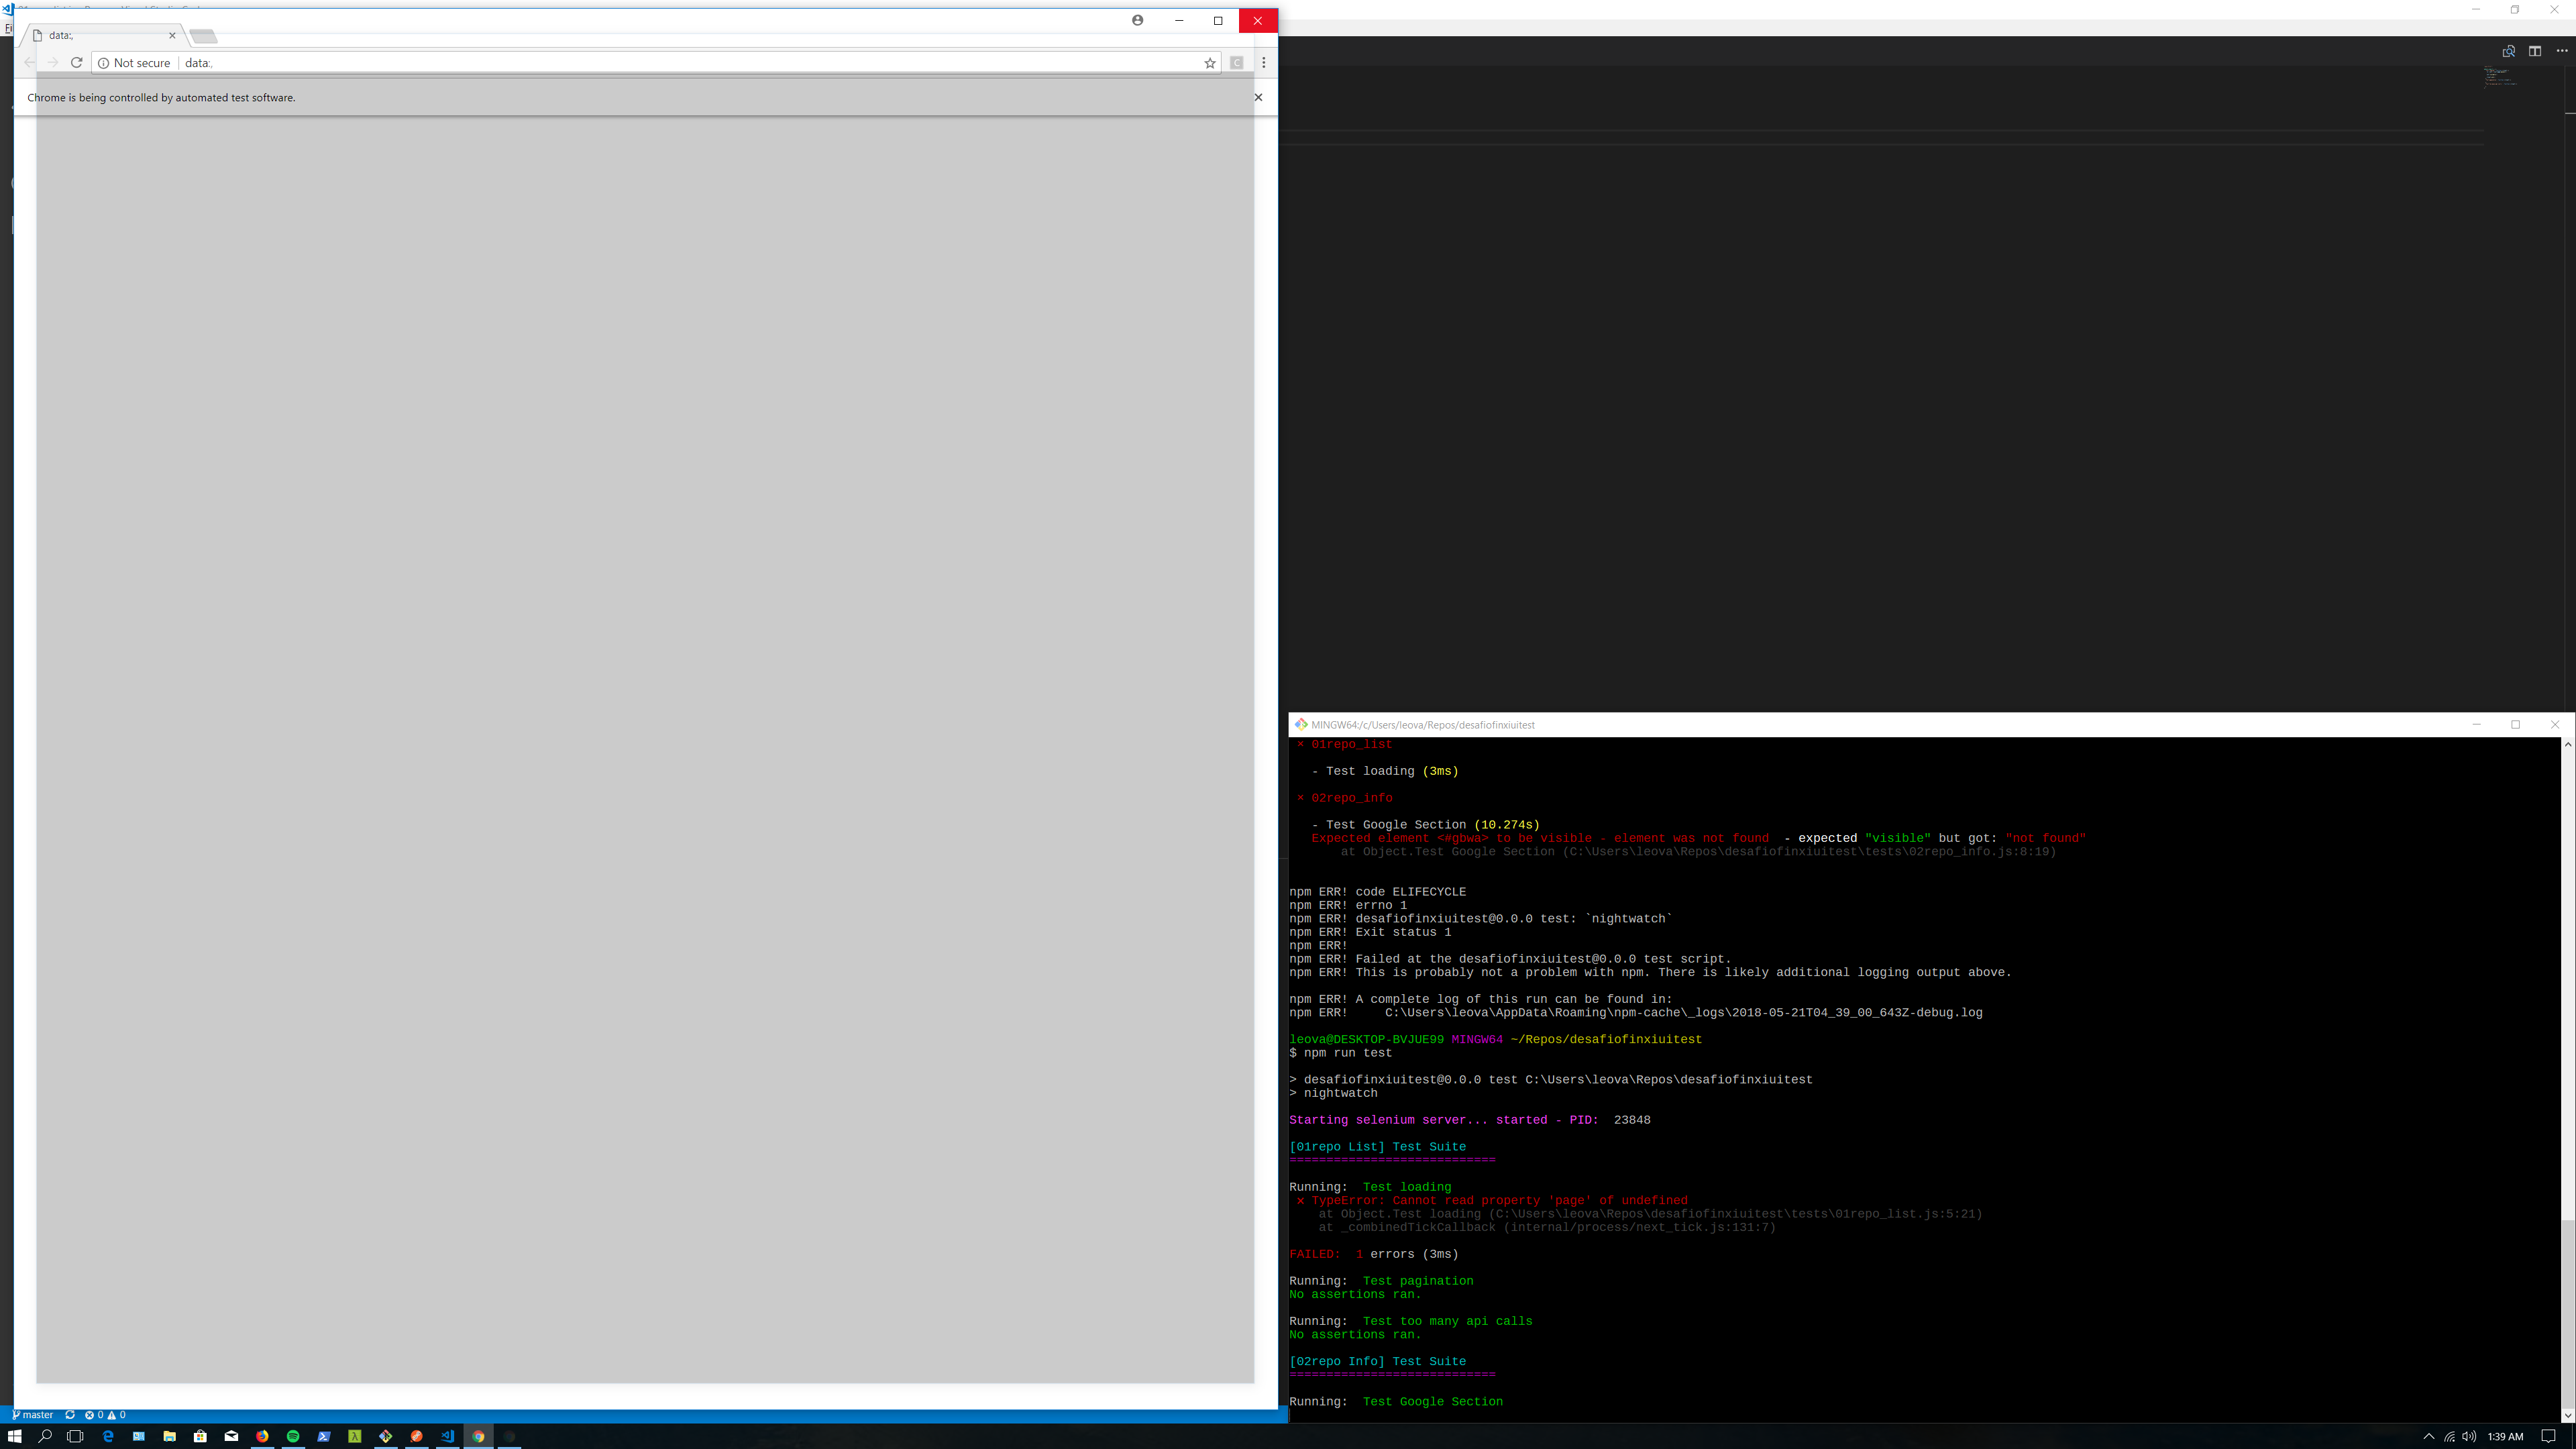 data:,
Not secure
data:,
Chrome is being controlled by automated test software.
MINGW64:/c/Users/leova/Repos/desafiofinxiuitest
× 01repo_list
- Test loading (3ms)
× 02repo_info
- Test Google Section (10.274s)
Expected element <#gbwa> to be visible - element was not found  - expected "visible" but got: "not found"
at Object.Test Google Section (C:\Users\leova\Repos\desafiofinxiuitest\tests\02repo_info.js:8:19)
npm ERR! code ELIFECYCLE
npm ERR! errno 1
npm ERR! desafiofinxiuitest@0.0.0 test: `nightwatch`
npm ERR! Exit status 1
npm ERR!
npm ERR! Failed at the desafiofinxiuitest@0.0.0 test script.
npm ERR! This is probably not a problem with npm. There is likely additional logging output above.
npm ERR! A complete log of this run can be found in:
npm ERR!     C:\Users\leova\AppData\Roaming\npm-cache\_logs\2018-05-21T04_39_00_643Z-debug.log
leova@DESKTOP-BVJUE99 MINGW64 ~/Repos/desafiofinxiuitest
$ npm run test
> desafiofinxiuitest@0.0.0 test C:\Users\leova\Repos\desafiofinxiuitest
> nightwatch
Starting selenium server... started - PID:  23848
[01repo List] Test Suite
============================
Running:  Test loading
× TypeError: Cannot read property 'page' of undefined
at Object.Test loading (C:\Users\leova\Repos\desafiofinxiuitest\tests\01repo_list.js:5:21)
at _combinedTickCallback (internal/process/next_tick.js:131:7)
FAILED:  1 errors (3ms)
Running:  Test pagination
No assertions ran.
Running:  Test too many api calls
No assertions ran.
[02repo Info] Test Suite
============================
Running:  Test Google Section
master
0
0
1:39 AM